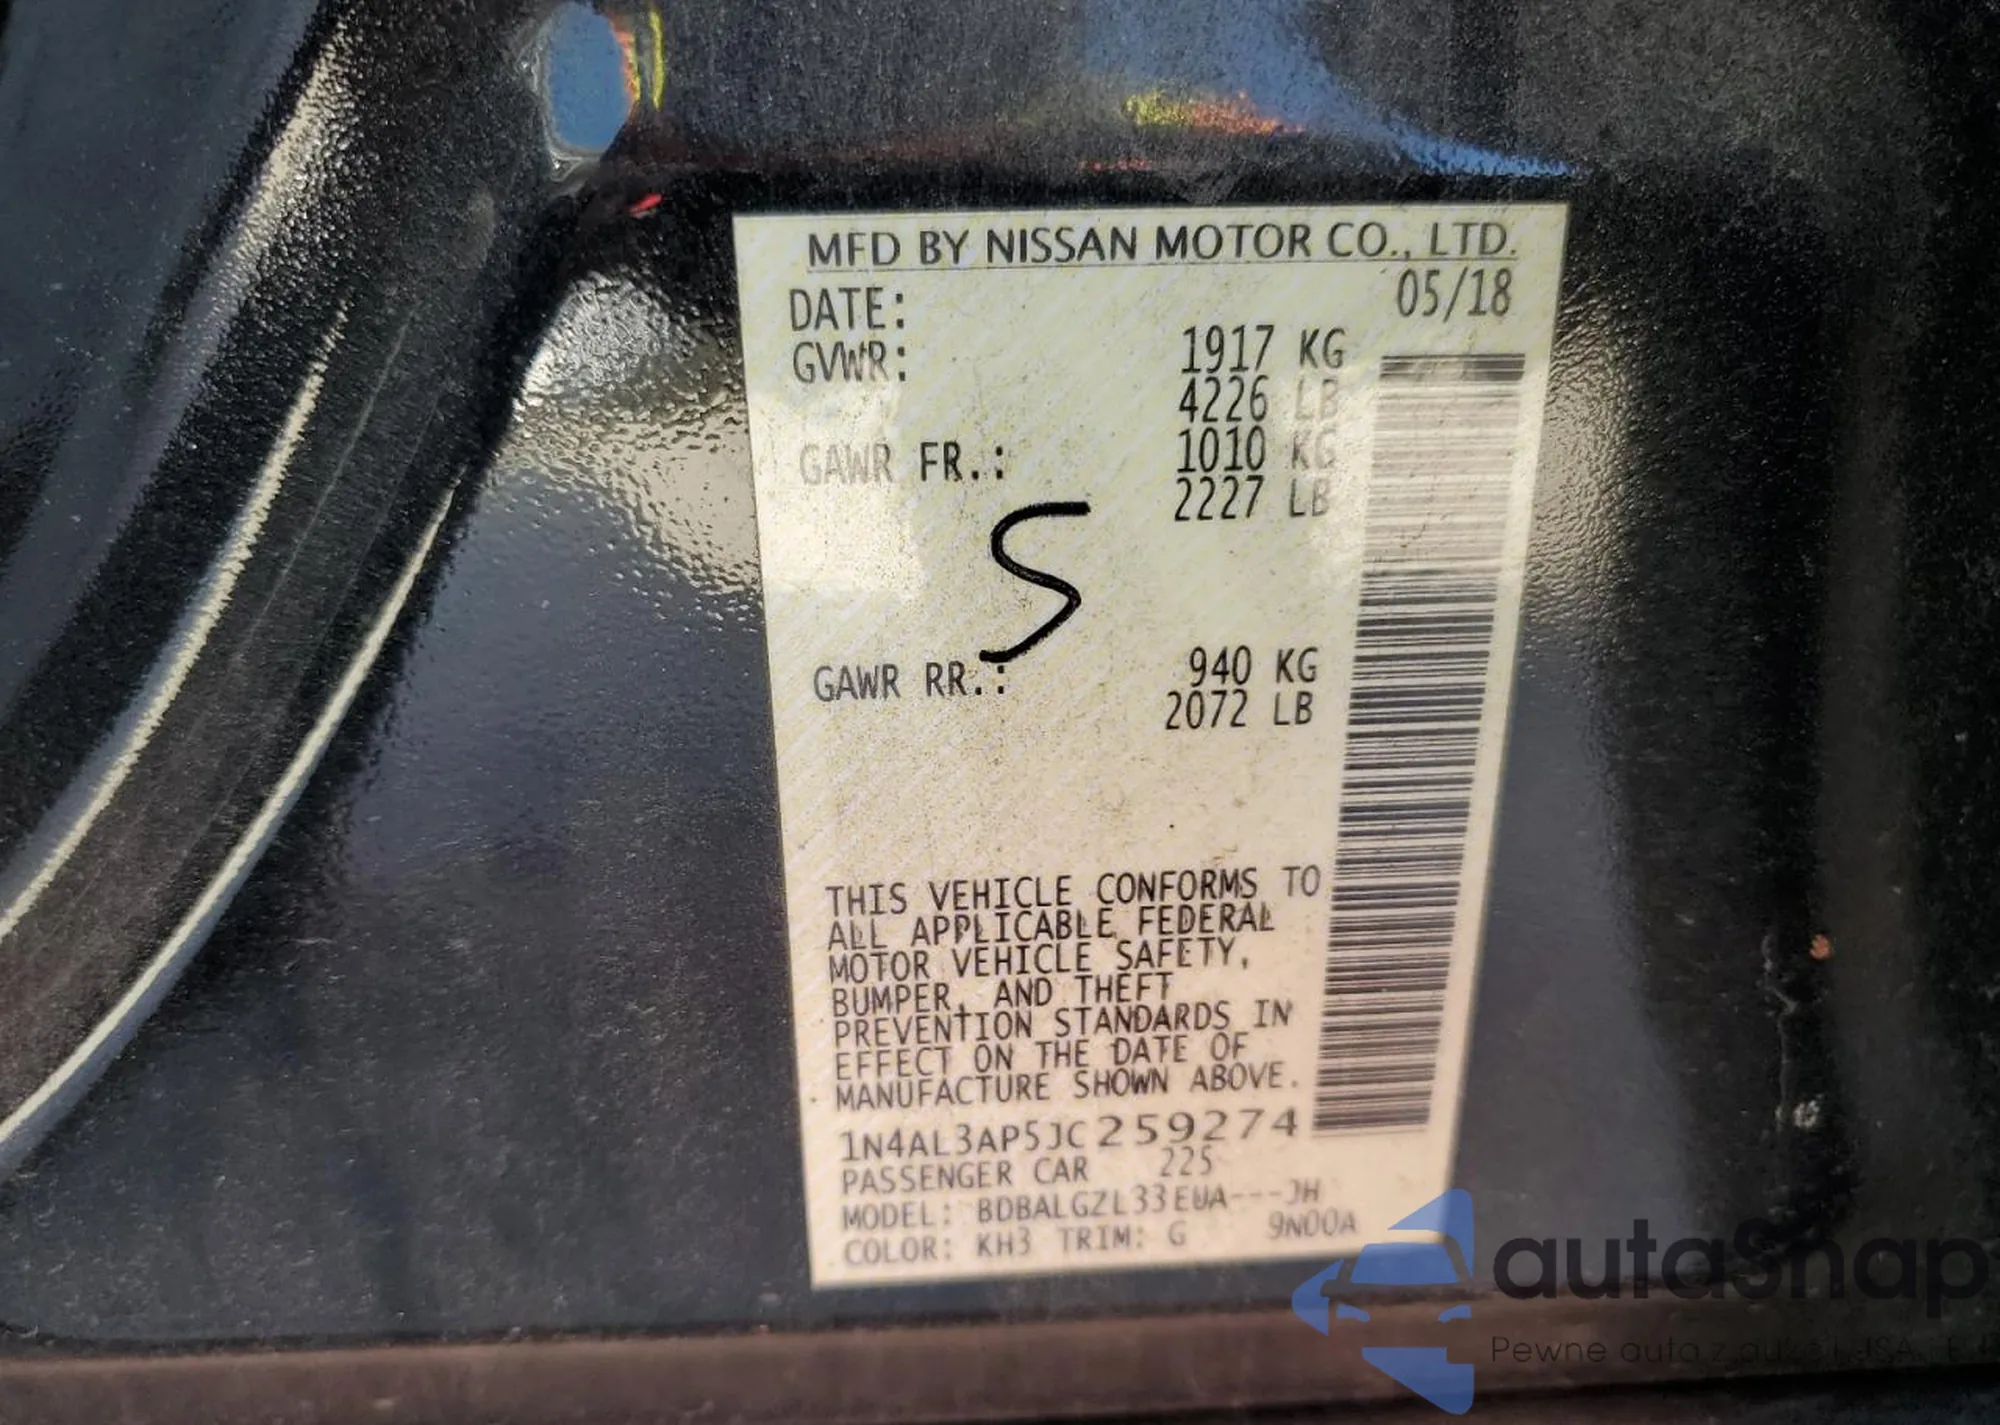 MFD BY NISSAN MOTOR CO., LTD.
DATE: 05/18
GVWR: 1917 KG
4226 LB
GAWR FR.: 1010 KG
2227 LB
S
GAWR RR.: 940 KG
2072 LB
THIS VEHICLE CONFORMS TO
ALL APPLICABLE FEDERAL
MOTOR VEHICLE SAFETY,
BUMPER, AND THEFT
PREVENTION STANDARDS IN
EFFECT ON THE DATE OF
MANUFACTURE SHOWN ABOVE.
1N4AL3AP5JC259274
PASSENGER CAR 225
MODEL: BDBALGZL33EUA---JH
COLOR: KH3 TRIM: G 9N00A
autaSnap
Pewne auta z